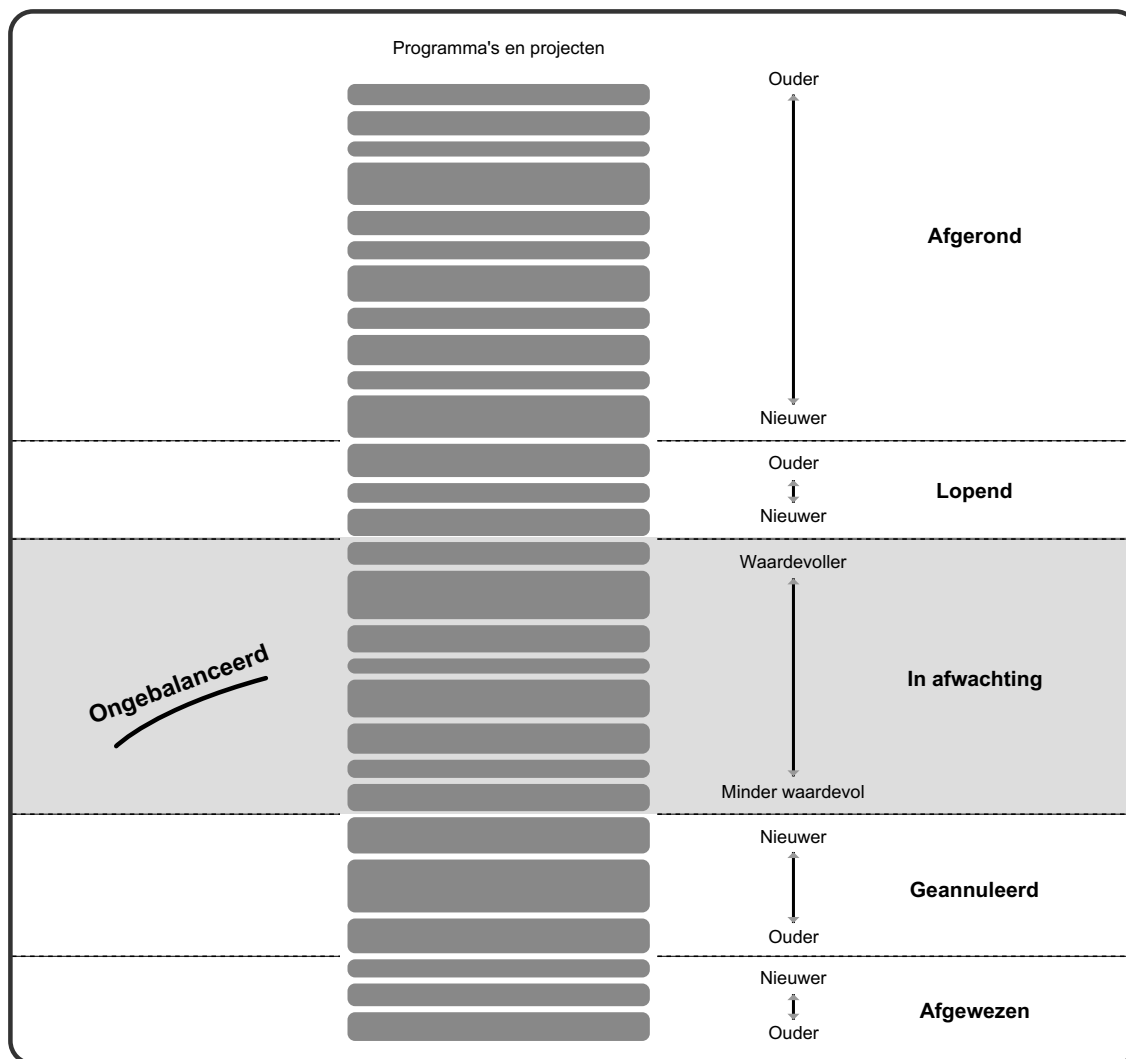 Programma's en projecten
Ouder
Afgerond
Nieuwer
Ouder
Lopend
Nieuwer
Waardevoller
Ongebalanceerd
In afwachting
Minder waardevol
Nieuwer
Geannuleerd
Ouder
Nieuwer
Afgewezen
Ouder